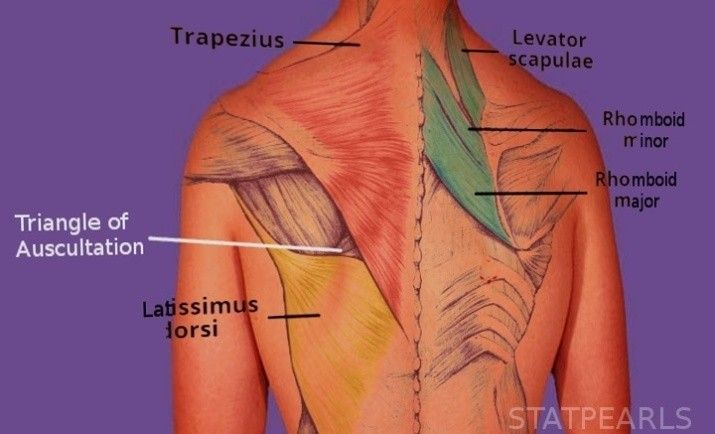 Trapezius
Levator
scapulae
Rhomboid
minor
Rhomboid
major
Triangle of
Auscultation
Latissimus
dorsi
STATPEARLS